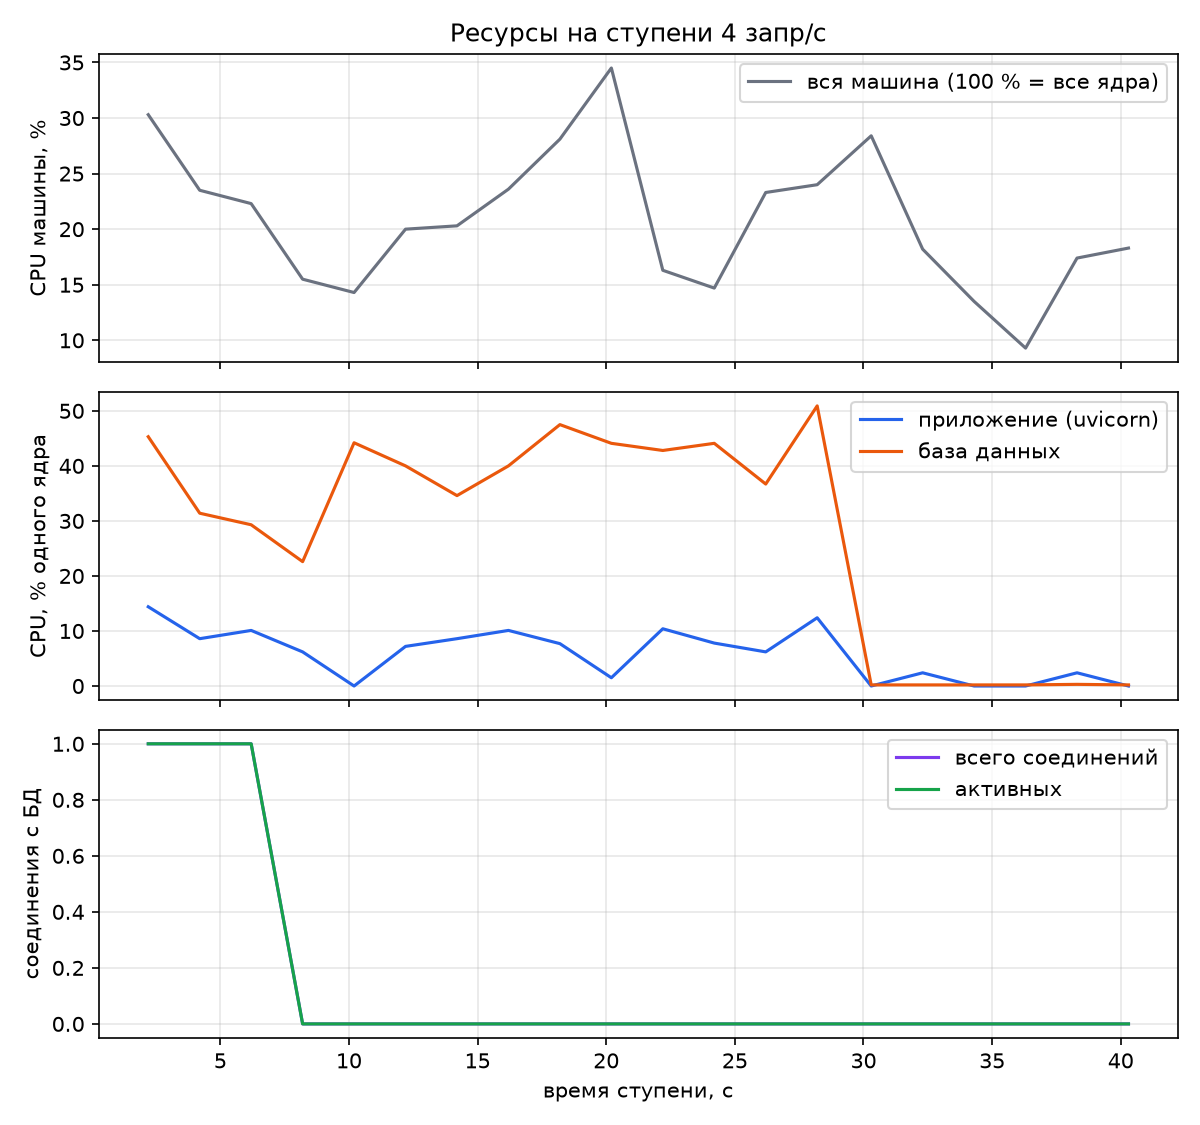 Ресурсы на ступени 4 запр/с
CPU машины, %
35
30
25
20
15
10
вся машина (100 % = все ядра)
CPU, % одного ядра
50
40
30
20
10
0
приложение (uvicorn)
база данных
соединения с БД
1.0
0.8
0.6
0.4
0.2
0.0
всего соединений
активных
5 10 15 20 25 30 35 40
время ступени, с